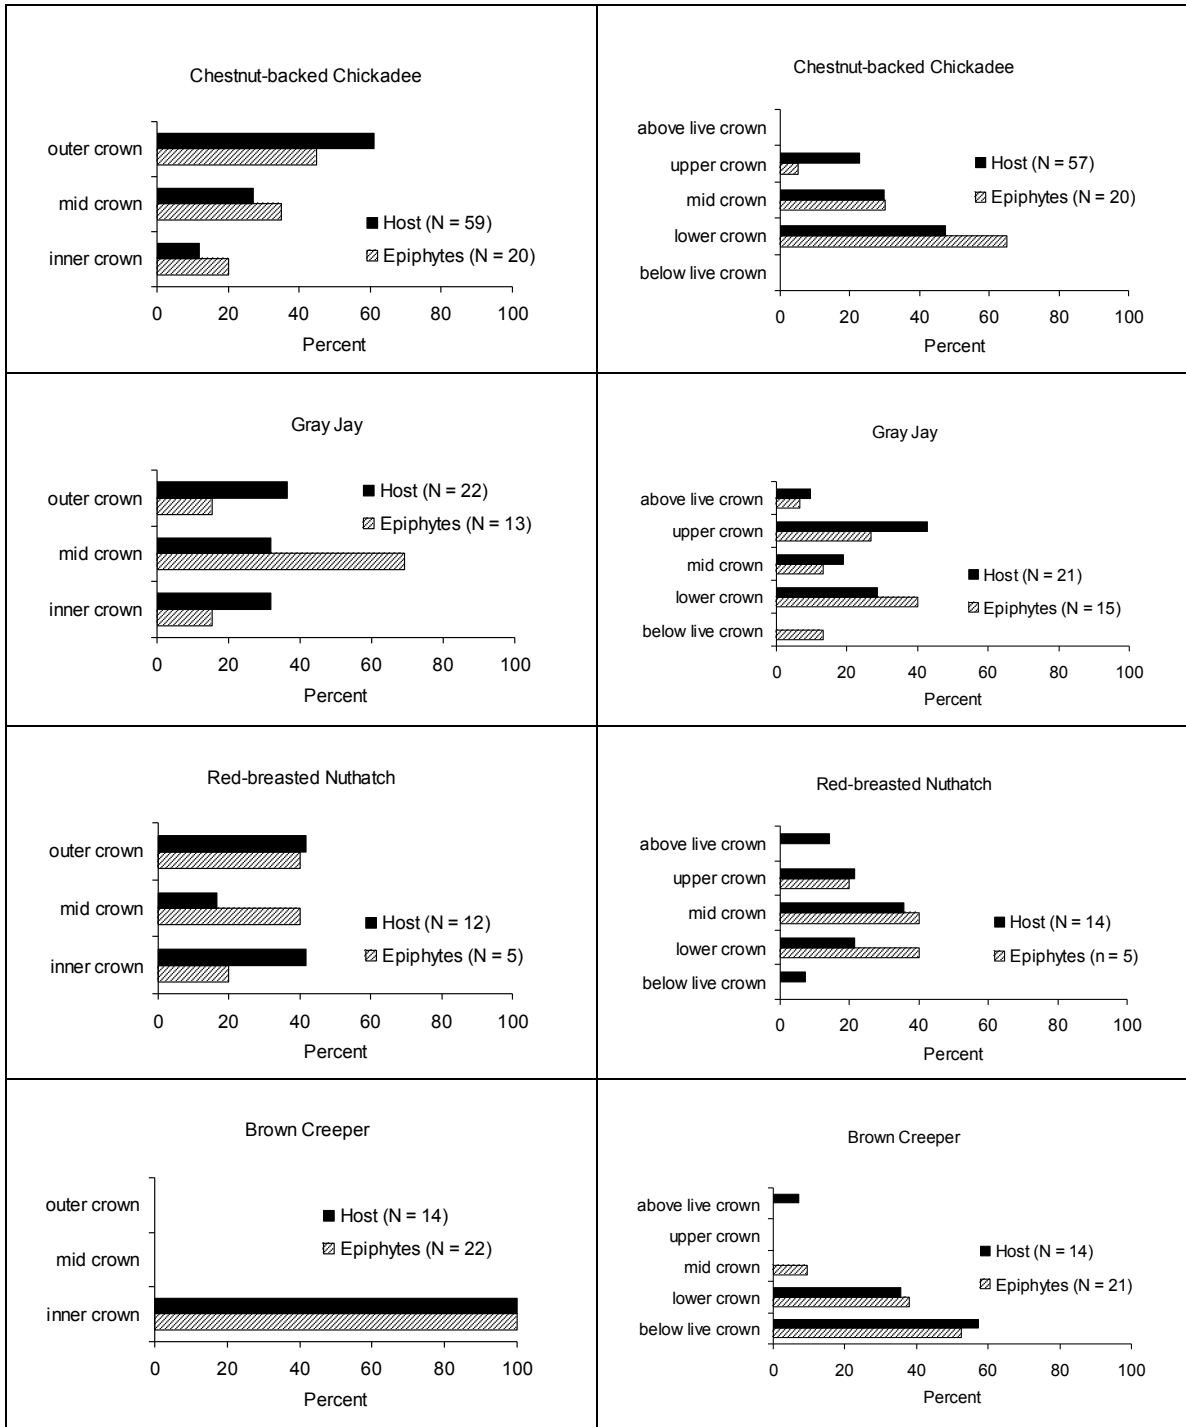 Chestnut-backed Chickadee
outer crown
mid crown
inner crown
Host (N = 59)
Epiphytes (N = 20)
0 20 40 60 80 100
Percent
Chestnut-backed Chickadee
above live crown
upper crown
mid crown
lower crown
below live crown
Host (N = 57)
Epiphytes (N = 20)
0 20 40 60 80 100
Percent
Gray Jay
outer crown
mid crown
inner crown
Host (N = 22)
Epiphytes (N = 13)
0 20 40 60 80 100
Percent
Gray Jay
above live crown
upper crown
mid crown
lower crown
below live crown
Host (N = 21)
Epiphytes (N = 15)
0 20 40 60 80 100
Percent
Red-breasted Nuthatch
outer crown
mid crown
inner crown
Host (N = 12)
Epiphytes (N = 5)
0 20 40 60 80 100
Percent
Red-breasted Nuthatch
above live crown
upper crown
mid crown
lower crown
below live crown
Host (N = 14)
Epiphytes (n = 5)
0 20 40 60 80 100
Percent
Brown Creeper
outer crown
mid crown
inner crown
Host (N = 14)
Epiphytes (N = 22)
0 20 40 60 80 100
Percent
Brown Creeper
above live crown
upper crown
mid crown
lower crown
below live crown
Host (N = 14)
Epiphytes (N = 21)
0 20 40 60 80 100
Percent